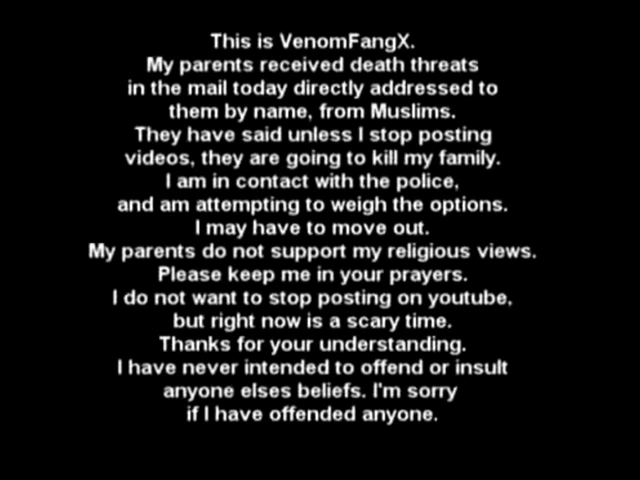 This is VenomFangX.
My parents received death threats
in the mail today directly addressed to
them by name, from Muslims.
They have said unless I stop posting
videos, they are going to kill my family.
I am in contact with the police,
and am attempting to weigh the options.
I may have to move out.
My parents do not support my religious views.
Please keep me in your prayers.
I do not want to stop posting on youtube,
but right now is a scary time.
Thanks for your understanding.
I have never intended to offend or insult
anyone elses beliefs. I'm sorry
if I have offended anyone.